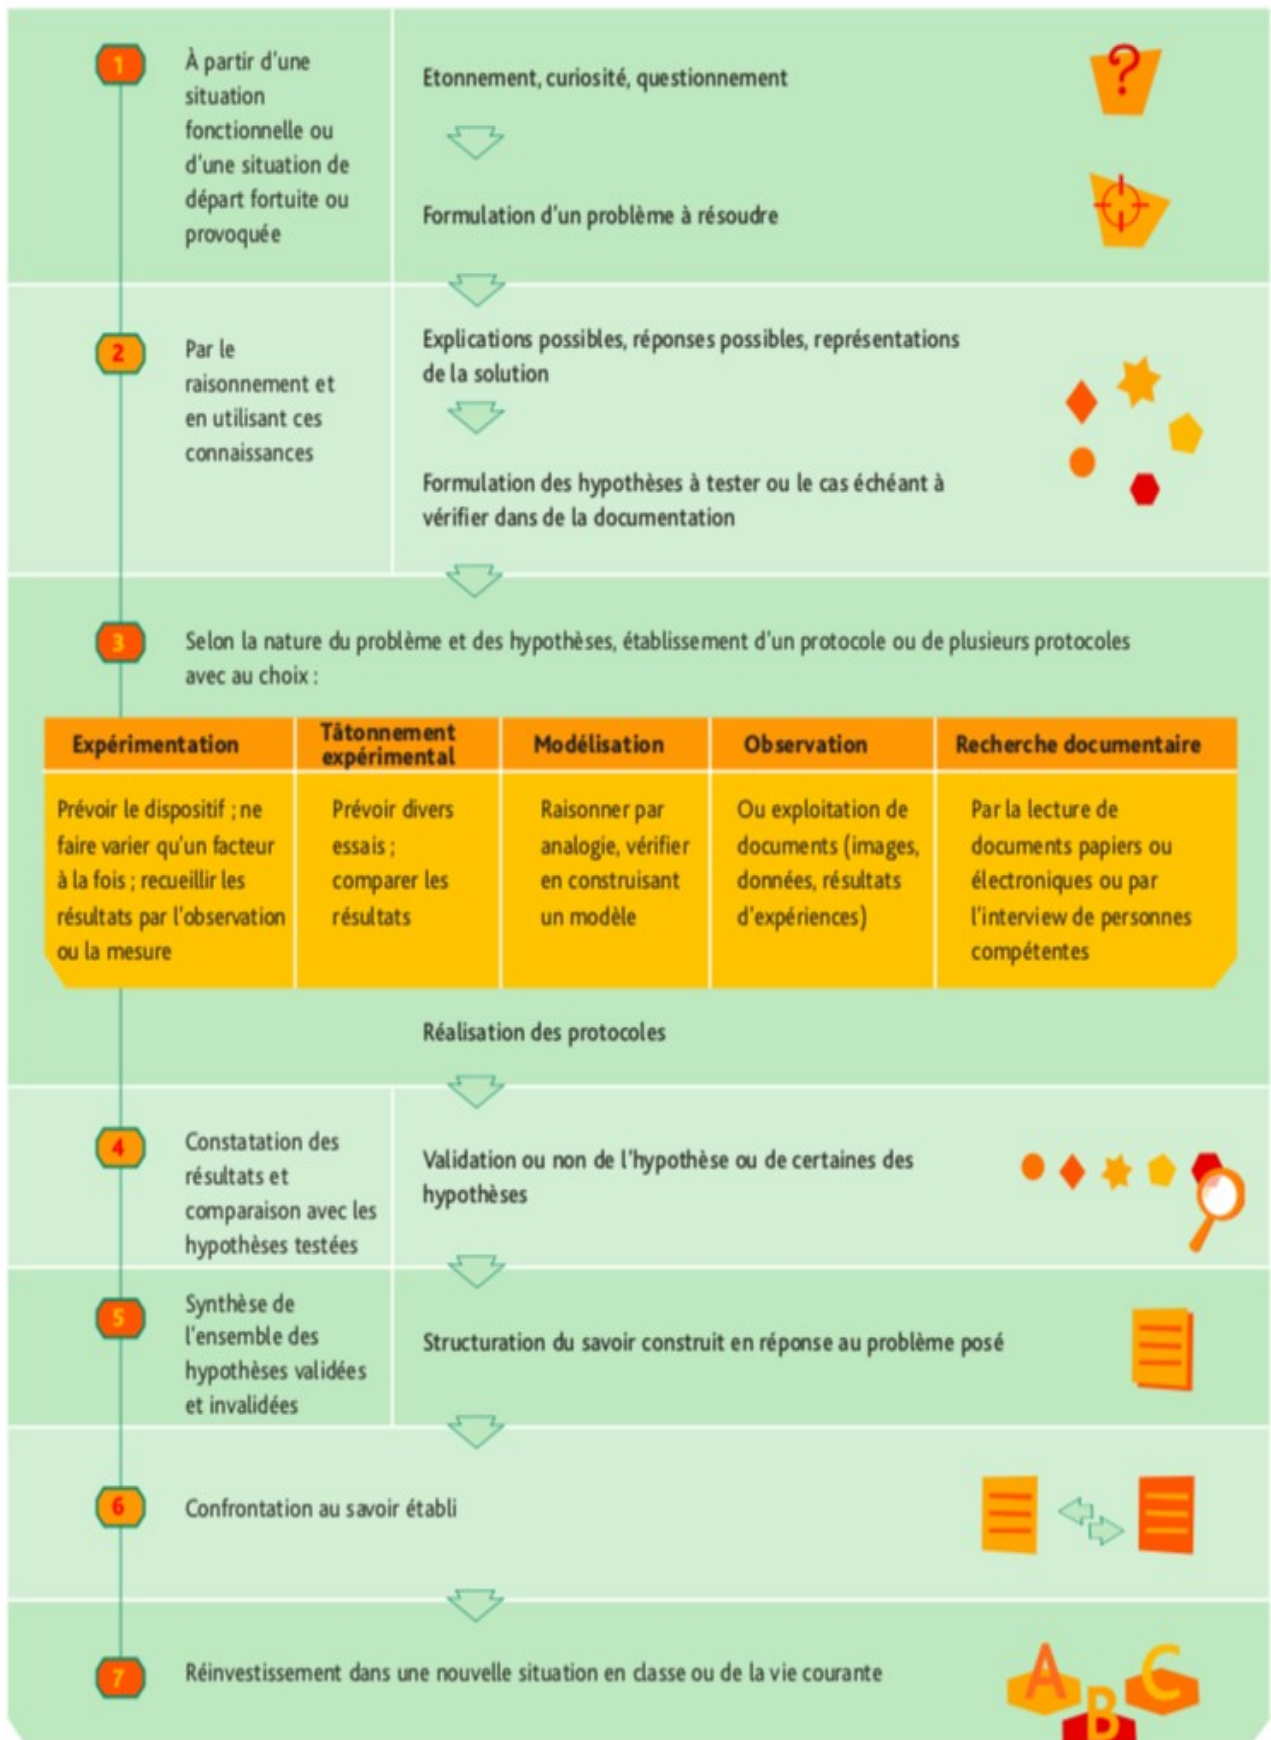 1
À partir d'une
situation
fonctionnelle ou
d'une situation de
départ fortuite ou
provoquée
Etonnement, curiosité, questionnement
?
Formulation d'un problème à résoudre
2
Par le
raisonnement et
en utilisant ces
connaissances
Explications possibles, réponses possibles, représentations
de la solution
Formulation des hypothèses à tester ou le cas échéant à
vérifier dans de la documentation
3
Selon la nature du problème et des hypothèses, établissement d'un protocole ou de plusieurs protocoles
avec au choix :
Expérimentation
Prévoir le dispositif ; ne
faire varier qu'un facteur
à la fois ; recueillir les
résultats par l'observation
ou la mesure
Tâtonnement
expérimental
Prévoir divers
essais ;
comparer les
résultats
Modélisation
Raisonner par
analogie, vérifier
en construisant
un modèle
Observation
Ou exploitation de
documents (images,
données, résultats
d'expériences)
Recherche documentaire
Par la lecture de
documents papiers ou
électroniques ou par
l'interview de personnes
compétentes
Réalisation des protocoles
4
Constatation des
résultats et
comparaison avec les
hypothèses testées
Validation ou non de l'hypothèse ou de certaines des
hypothèses
5
Synthèse de
l'ensemble des
hypothèses validées
et invalidées
Structuration du savoir construit en réponse au problème posé
6
Confrontation au savoir établi
7
Réinvestissement dans une nouvelle situation en classe ou de la vie courante
A B C